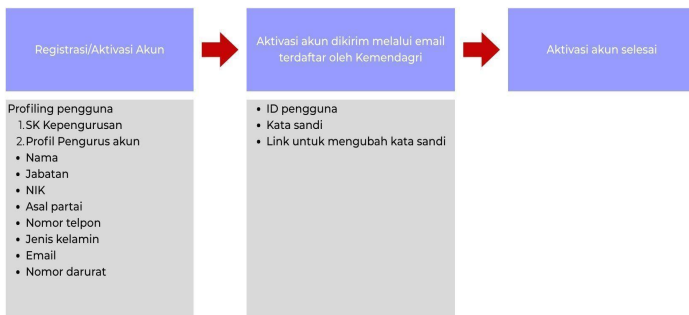 Registrasi/Aktivasi Akun
Aktivasi akun dikirim melalui email
terdaftar oleh Kemendagri
Aktivasi akun selesai
Profiling pengguna
1.SK Kepengurusan
2.Profil Pengurus akun
• Nama
• Jabatan
• NIK
• Asal partai
• Nomor telpon
• Jenis kelamin
• Email
• Nomor darurat
• ID pengguna
• Kata sandi
• Link untuk mengubah kata sandi